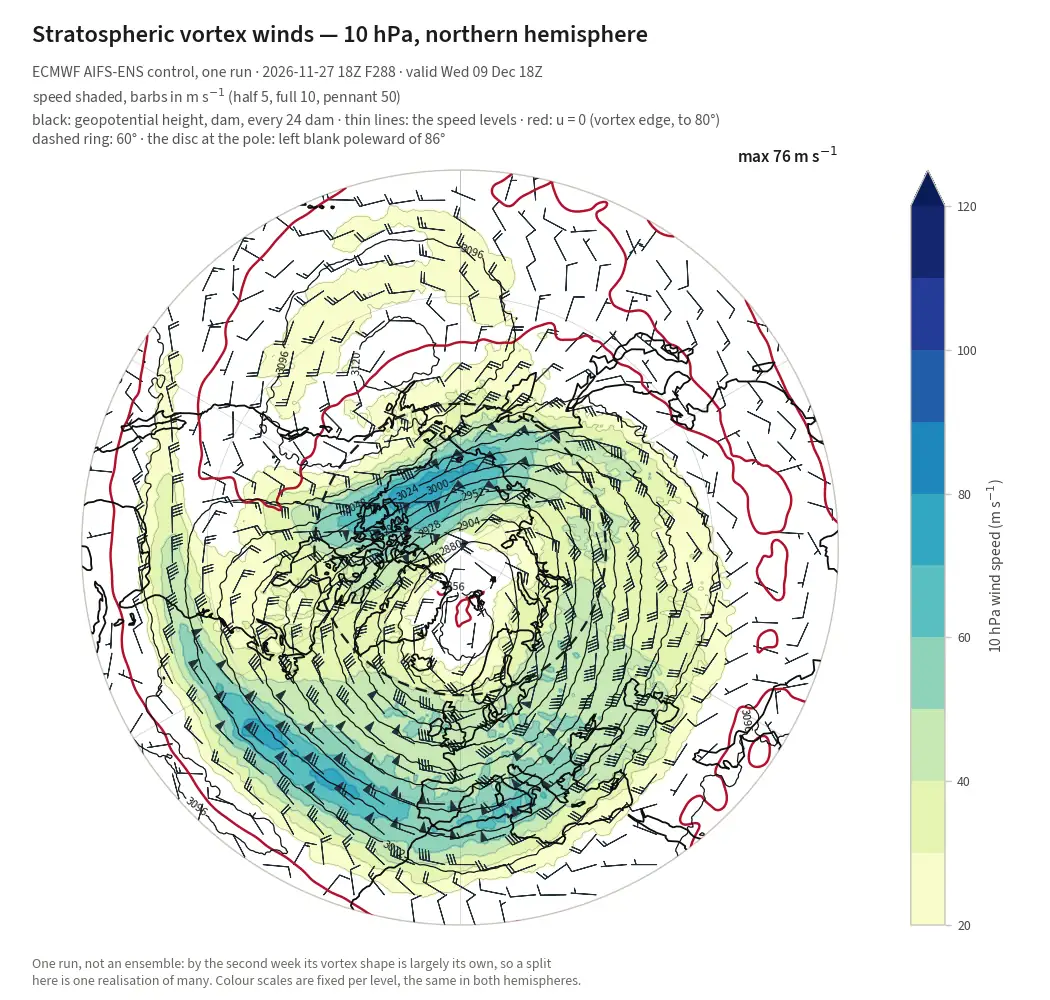 Stratospheric vortex winds — 10 hPa, northern hemisphere
ECMWF AIFS-ENS control, one run · 2026-11-27 18Z F288 · valid Wed 09 Dec 18Z
speed shaded, barbs in m s⁻¹ (half 5, full 10, pennant 50)
black: geopotential height, dam, every 24 dam · thin lines: the speed levels · red: u = 0 (vortex edge, to 80°)
dashed ring: 60° · the disc at the pole: left blank poleward of 86°
max 76 m s⁻¹
120
100
80
60
40
20
10 hPa wind speed (m s⁻¹)
3096
3096
3120
3024
3000
2952
2928
2904
2880
3096
3096
One run, not an ensemble: by the second week its vortex shape is largely its own, so a split
here is one realisation of many. Colour scales are fixed per level, the same in both hemispheres.